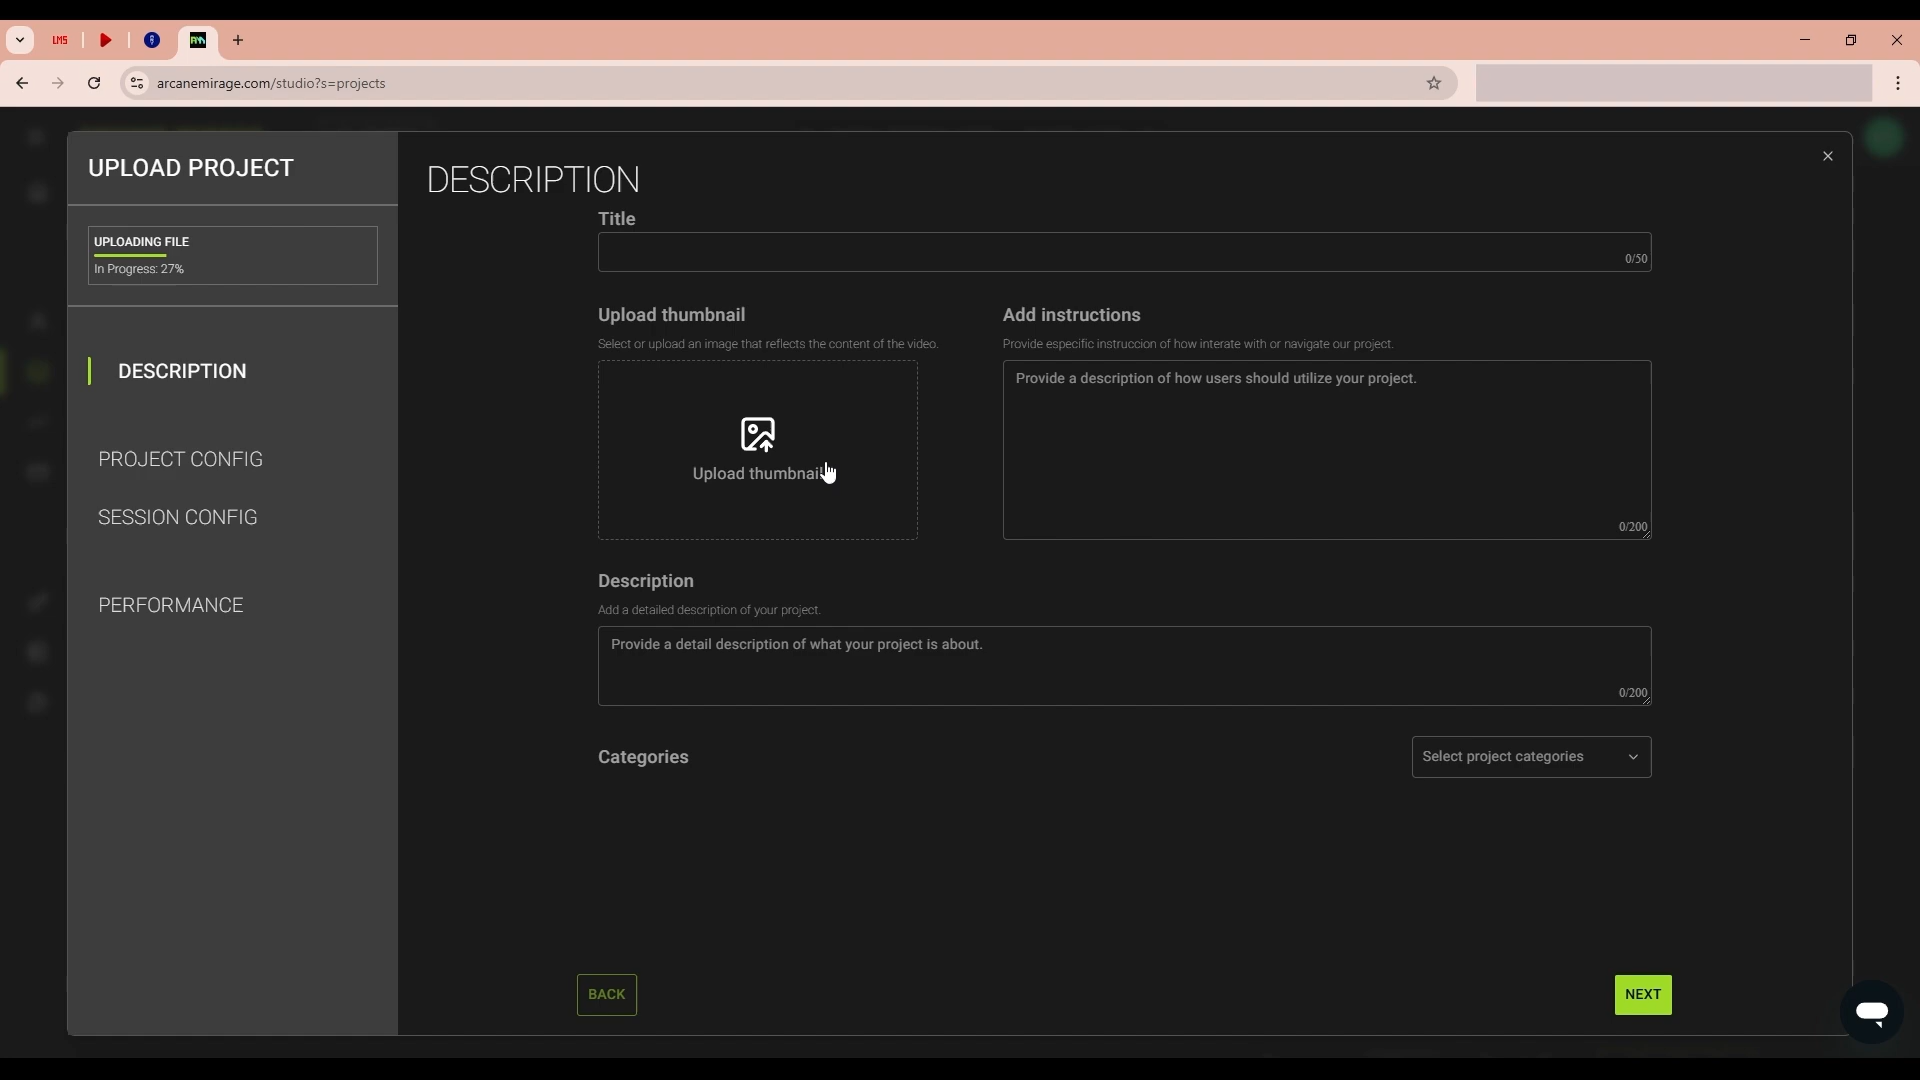 LMS
arcanemirage.com/studio?s=projects
UPLOAD PROJECT
UPLOADING FILE
In Progress: 27%
DESCRIPTION
PROJECT CONFIG
SESSION CONFIG
PERFORMANCE
DESCRIPTION
Title
0/50
Upload thumbnail
Select or upload an image that reflects the content of the video.
Upload thumbnail
Add instructions
Provide especific instruccion of how interate with or navigate our project.
Provide a description of how users should utilize your project.
0/200
Description
Add a detailed description of your project.
Provide a detail description of what your project is about.
0/200
Categories
Select project categories
BACK
NEXT